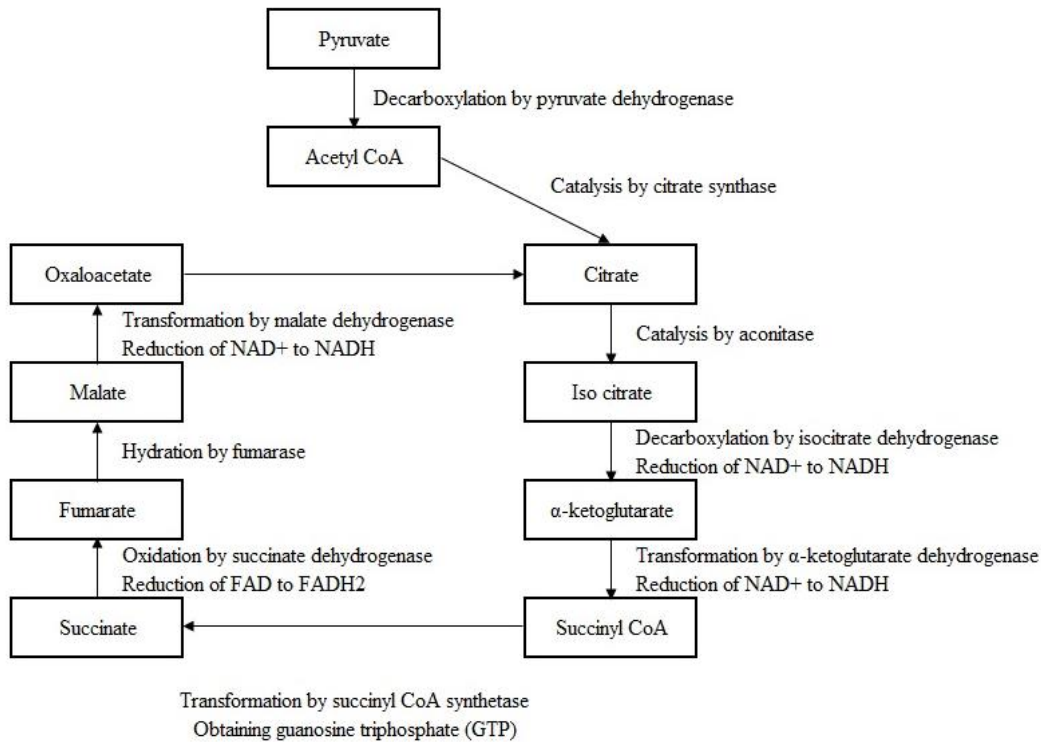 Pyruvate
Decarboxylation by pyruvate dehydrogenase
Acetyl CoA
Catalysis by citrate synthase
Oxaloacetate
Citrate
Transformation by malate dehydrogenase
Reduction of NAD+ to NADH
Catalysis by aconitase
Malate
Iso citrate
Hydration by fumarase
Decarboxylation by isocitrate dehydrogenase
Reduction of NAD+ to NADH
Fumarate
α-ketoglutarate
Oxidation by succinate dehydrogenase
Reduction of FAD to FADH2
Transformation by α-ketoglutarate dehydrogenase
Reduction of NAD+ to NADH
Succinate
Succinyl CoA
Transformation by succinyl CoA synthetase
Obtaining guanosine triphosphate (GTP)